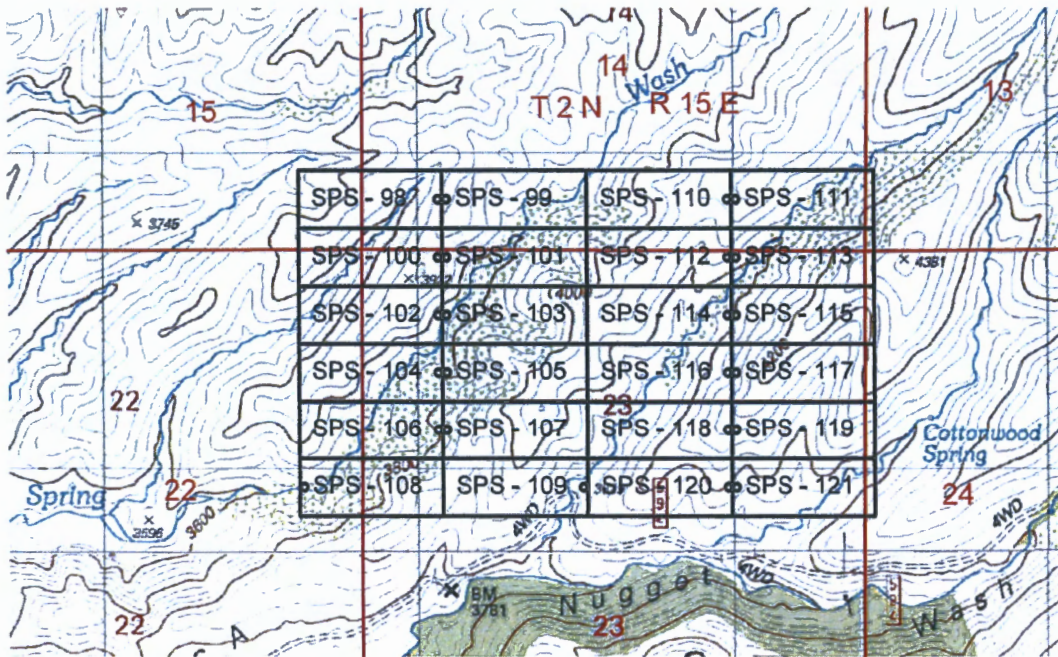 14
14
Wash
13
15
T 2 N R 15 E
SPS - 98 SPS - 99 SPS - 110 SPS - 111
3745
SPS - 100 SPS - 101 SPS - 112 SPS - 113
4381
4000
SPS - 102 SPS - 103 SPS - 114 SPS - 115
SPS - 104 SPS - 105 SPS - 116 SPS - 117
22
23
SPS - 106 SPS - 107 SPS - 118 SPS - 119
Cottonwood
Spring
3800
SPS - 108 SPS - 109 SPS - 120 SPS - 121
Spring
22
24
3600
3596
4WD
4WD
4WD
BM
3781
Nugget Wash
22
23
A